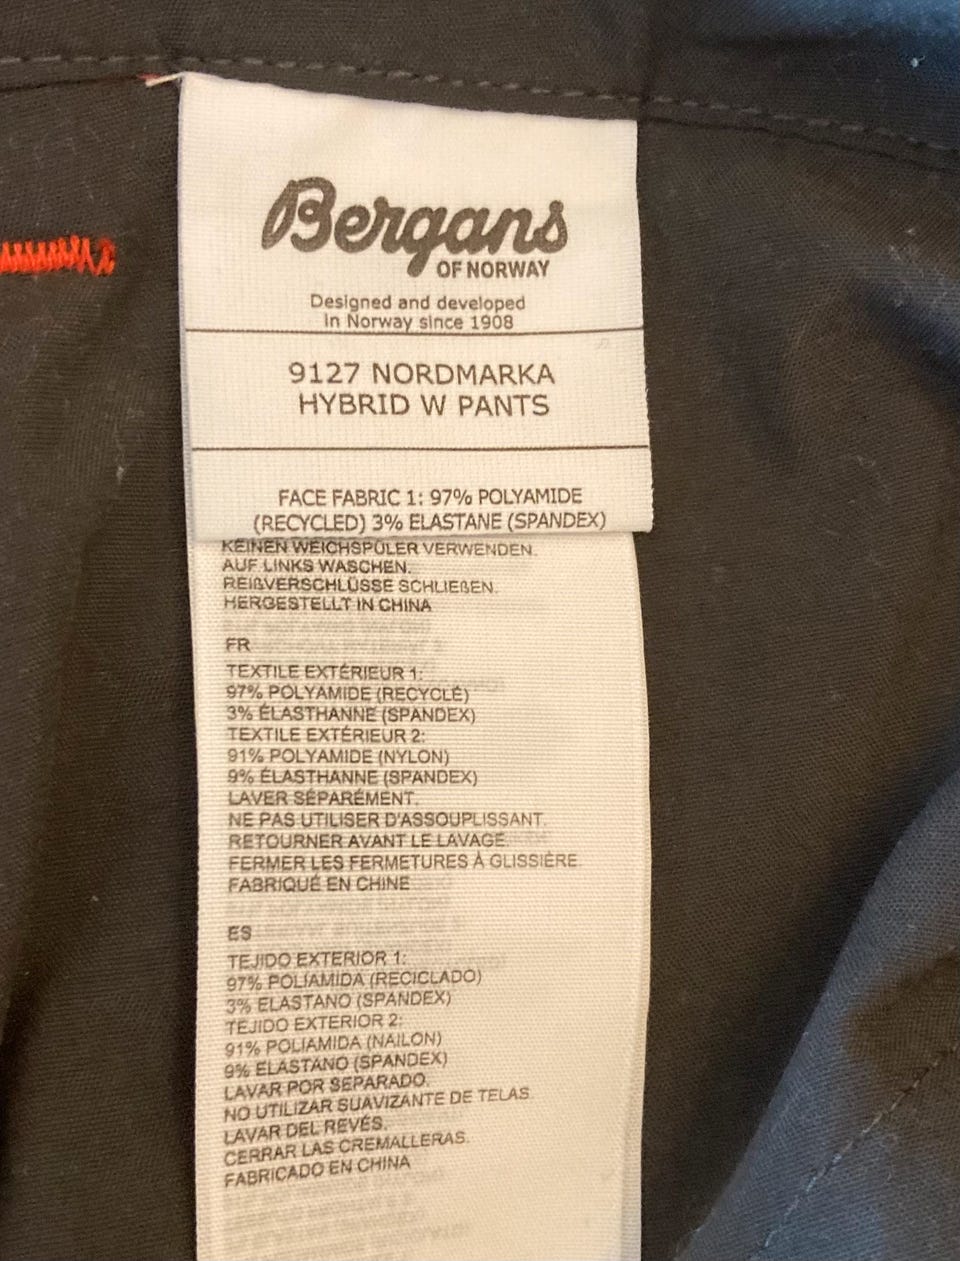 Bergans
OF NORWAY
Designed and developed
in Norway since 1908
9127 NORDMARKA
HYBRID W PANTS
FACE FABRIC 1: 97% POLYAMIDE
(RECYCLED) 3% ELASTANE (SPANDEX)
KEINEN WEICHSPÜLER VERWENDEN.
AUF LINKS WASCHEN.
REIßVERSCHLÜSSE SCHLIEßEN.
HERGESTELLT IN CHINA
FR
TEXTILE EXTÉRIEUR 1:
97% POLYAMIDE (RECYCLÉ)
3% ÉLASTHANNE (SPANDEX)
TEXTILE EXTÉRIEUR 2:
91% POLYAMIDE (NYLON)
9% ÉLASTHANNE (SPANDEX)
LAVER SÉPARÉMENT.
NE PAS UTILISER D'ASSOUPLISSANT.
RETOURNER AVANT LE LAVAGE.
FERMER LES FERMETURES À GLISSIÈRE.
FABRIQUÉ EN CHINE
ES
TEJIDO EXTERIOR 1:
97% POLIAMIDA (RECICLADO)
3% ELASTANO (SPANDEX)
TEJIDO EXTERIOR 2:
91% POLIAMIDA (NAILON)
9% ELASTANO (SPANDEX)
LAVAR POR SEPARADO.
NO UTILIZAR SUAVIZANTE DE TELAS.
LAVAR DEL REVÉS.
CERRAR LAS CREMALLERAS.
FABRICADO EN CHINA